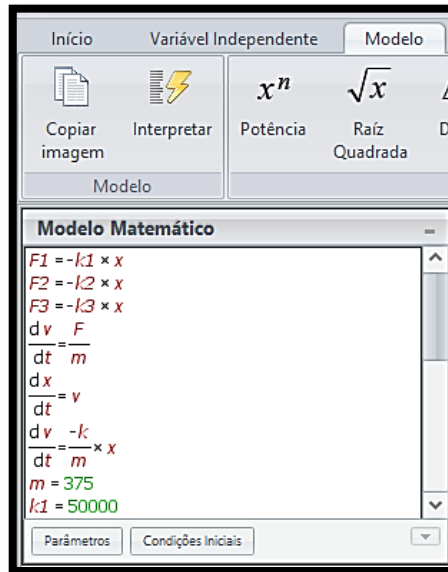 Início Variável Independente Modelo
Copiar imagem
Interpretar
Potência
Raíz Quadrada
D
Modelo
xⁿ
√x
Modelo Matemático
F1 =-k1 × x
F2 =-k2 × x
F3 =-k3 × x
dv/dt=F/m
dx/dt= v
dv/dt=-k/m× x
m = 375
k1 = 50000
Parâmetros Condições Iniciais